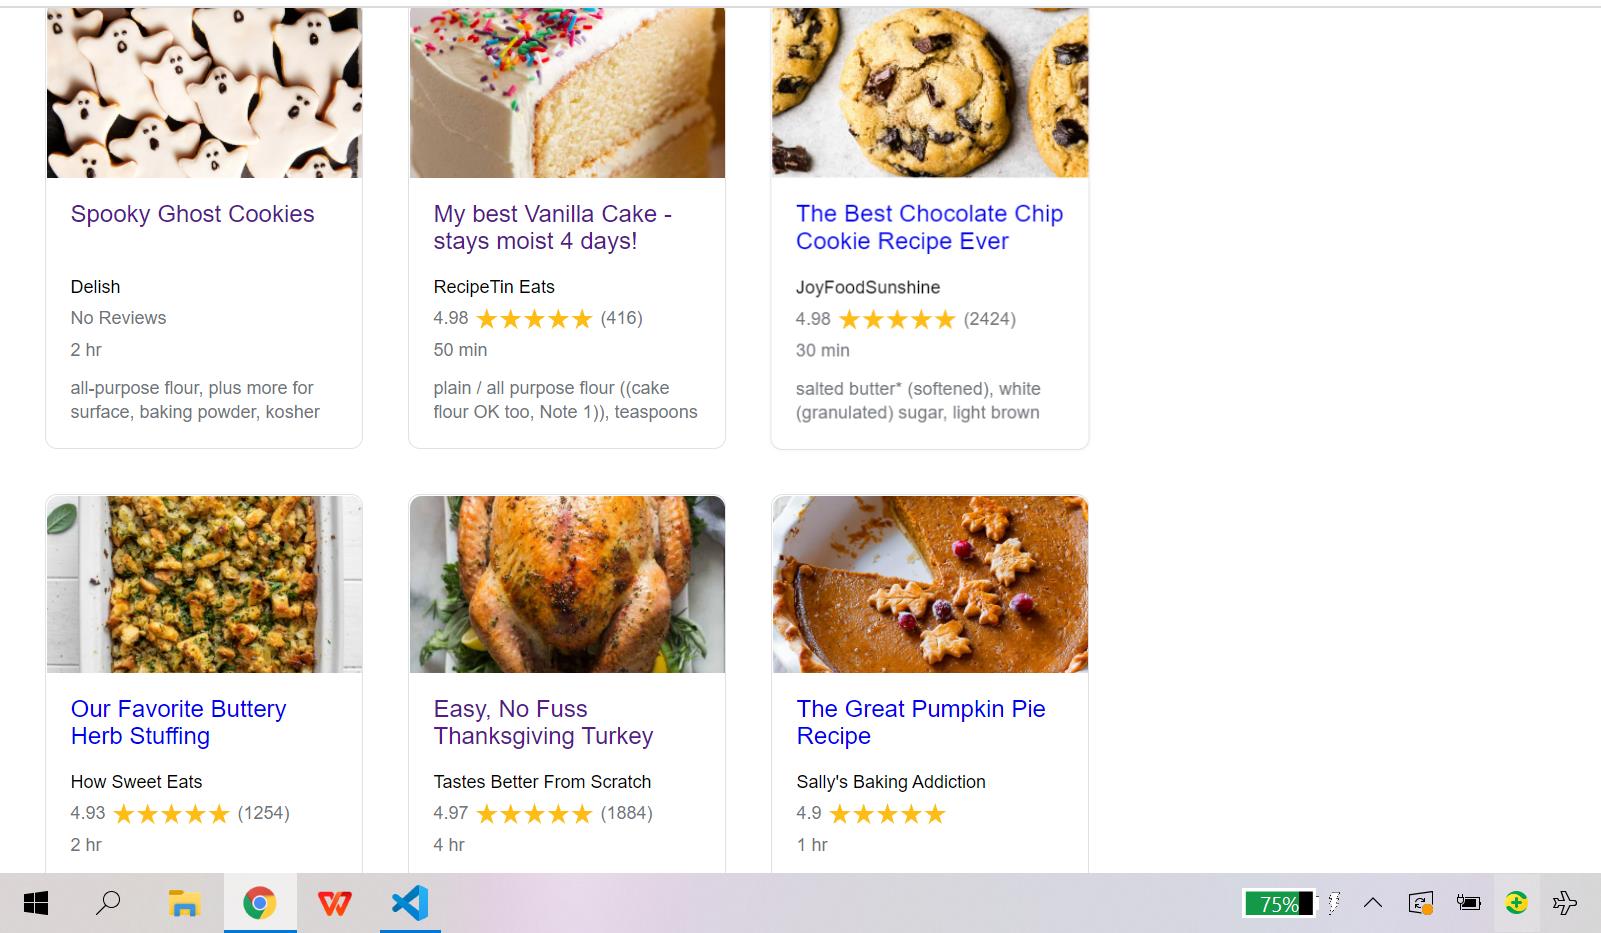 Spooky Ghost Cookies
Delish
No Reviews
2 hr
all-purpose flour, plus more for
surface, baking powder, kosher
My best Vanilla Cake -
stays moist 4 days!
RecipeTin Eats
4.98 ★★★★★ (416)
50 min
plain / all purpose flour ((cake
flour OK too, Note 1)), teaspoons
The Best Chocolate Chip
Cookie Recipe Ever
JoyFoodSunshine
4.98 ★★★★★ (2424)
30 min
salted butter* (softened), white
(granulated) sugar, light brown
Our Favorite Buttery
Herb Stuffing
How Sweet Eats
4.93 ★★★★★ (1254)
2 hr
Easy, No Fuss
Thanksgiving Turkey
Tastes Better From Scratch
4.97 ★★★★★ (1884)
4 hr
The Great Pumpkin Pie
Recipe
Sally's Baking Addiction
4.9 ★★★★★
1 hr
75%